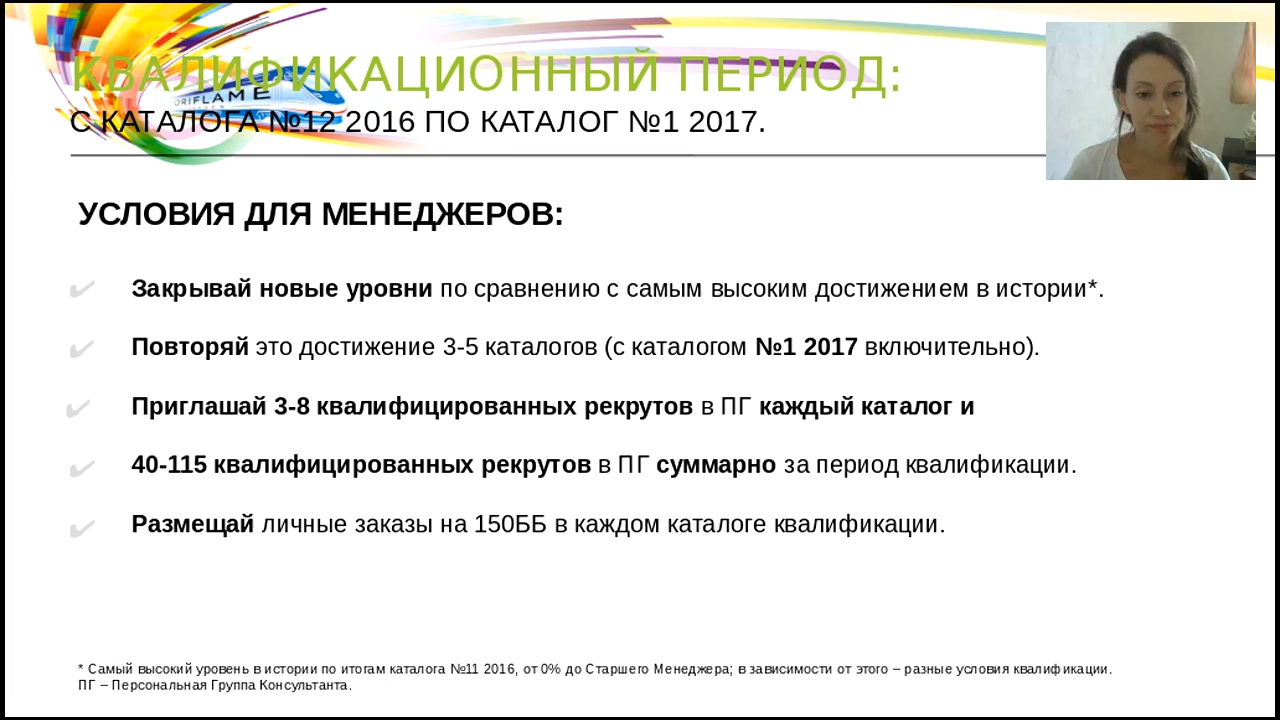 КВАЛИФИКАЦИОННЫЙ ПЕРИОД:
ORIFLAME
С КАТАЛОГА №12 2016 ПО КАТАЛОГ №1 2017.
УСЛОВИЯ ДЛЯ МЕНЕДЖЕРОВ:
Закрывай новые уровни по сравнению с самым высоким достижением в истории*.
Повторяй это достижение 3-5 каталогов (с каталогом №1 2017 включительно).
Приглашай 3-8 квалифицированных рекрутов в ПГ каждый каталог и
40-115 квалифицированных рекрутов в ПГ суммарно за период квалификации.
Размещай личные заказы на 150ББ в каждом каталоге квалификации.
* Самый высокий уровень в истории по итогам каталога №11 2016, от 0% до Старшего Менеджера; в зависимости от этого – разные условия квалификации.
ПГ – Персональная Группа Консультанта.